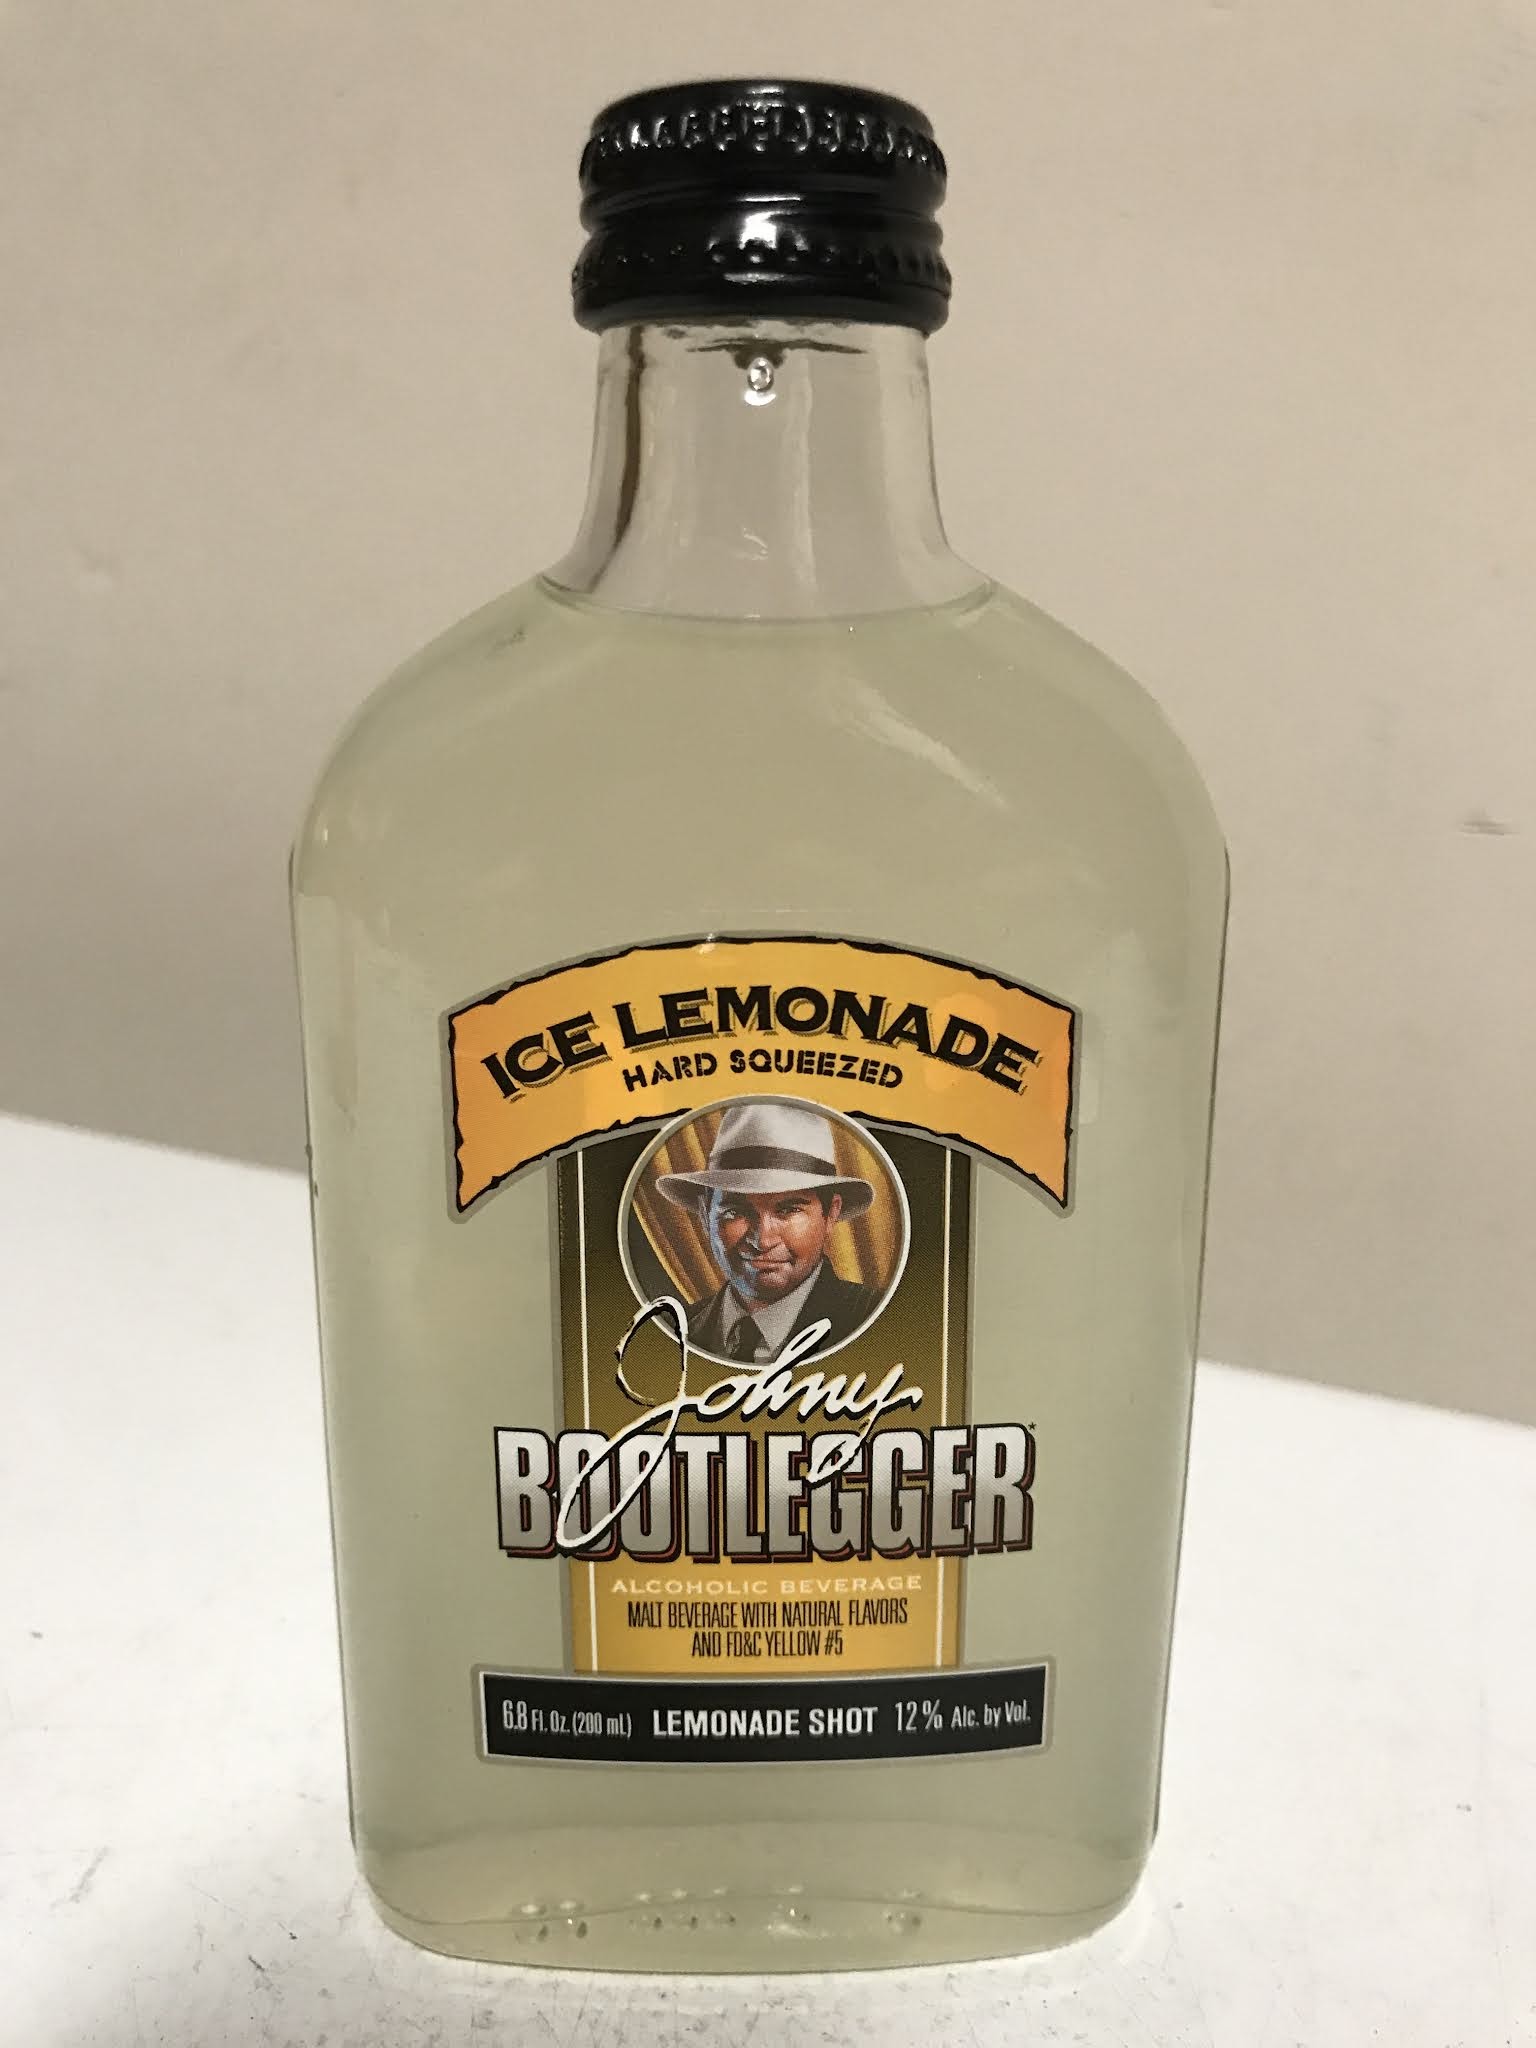 ICE LEMONADE
HARD SQUEEZED
Johny
BOOTLEGGER
ALCOHOLIC BEVERAGE
MALT BEVERAGE WITH NATURAL FLAVORS
AND FD&C YELLOW #5
6.8 Fl. Oz. (200 mL) LEMONADE SHOT 12% Alc. by Vol.